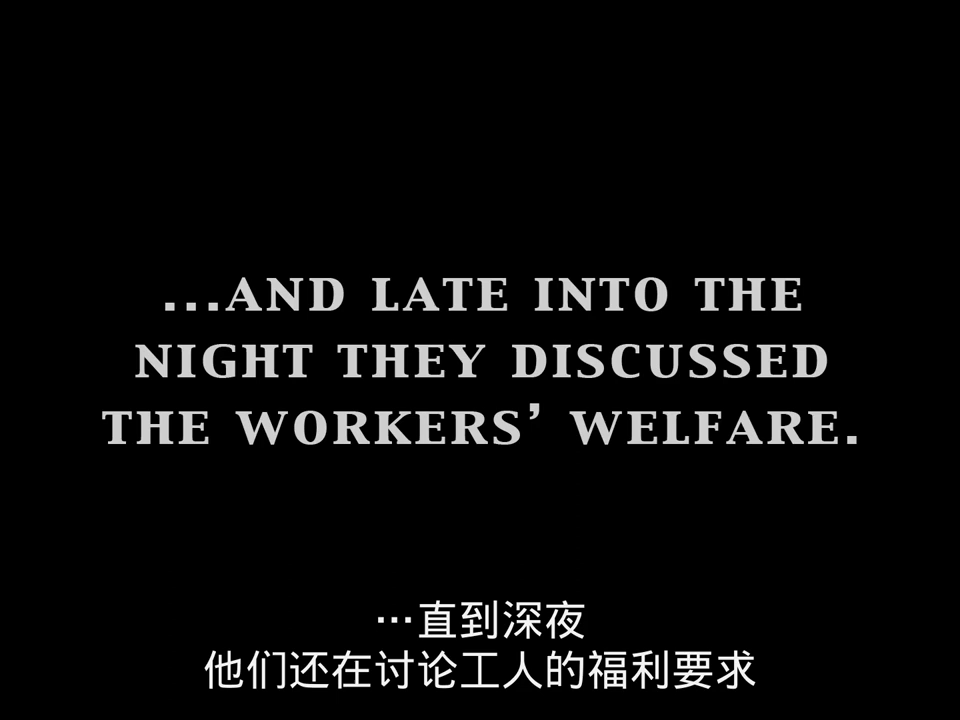 ...AND LATE INTO THE
NIGHT THEY DISCUSSED
THE WORKERS’ WELFARE.
…直到深夜
他们还在讨论工人的福利要求